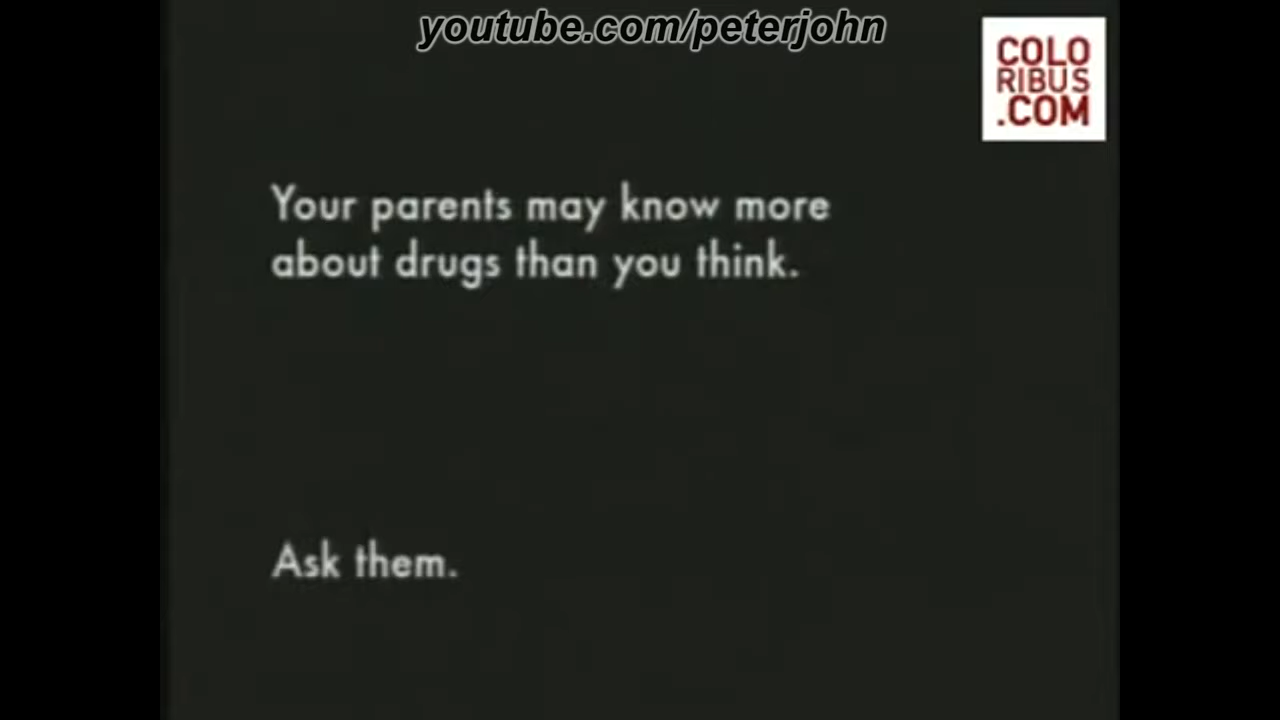 youtube.com/peterjohn
COLO
RIBUS
.COM
Your parents may know more
about drugs than you think.
Ask them.